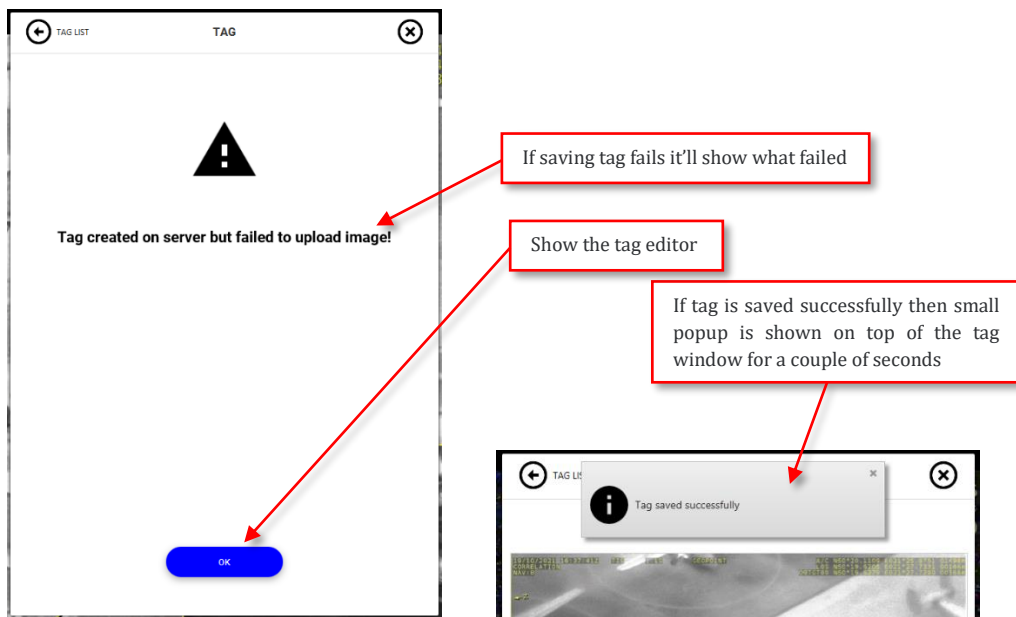 TAG LIST
TAG
If saving tag fails it'll show what failed
Tag created on server but failed to upload image!
Show the tag editor
If tag is saved successfully then small
popup is shown on top of the tag
window for a couple of seconds
TAG LIS
Tag saved successfully
OK